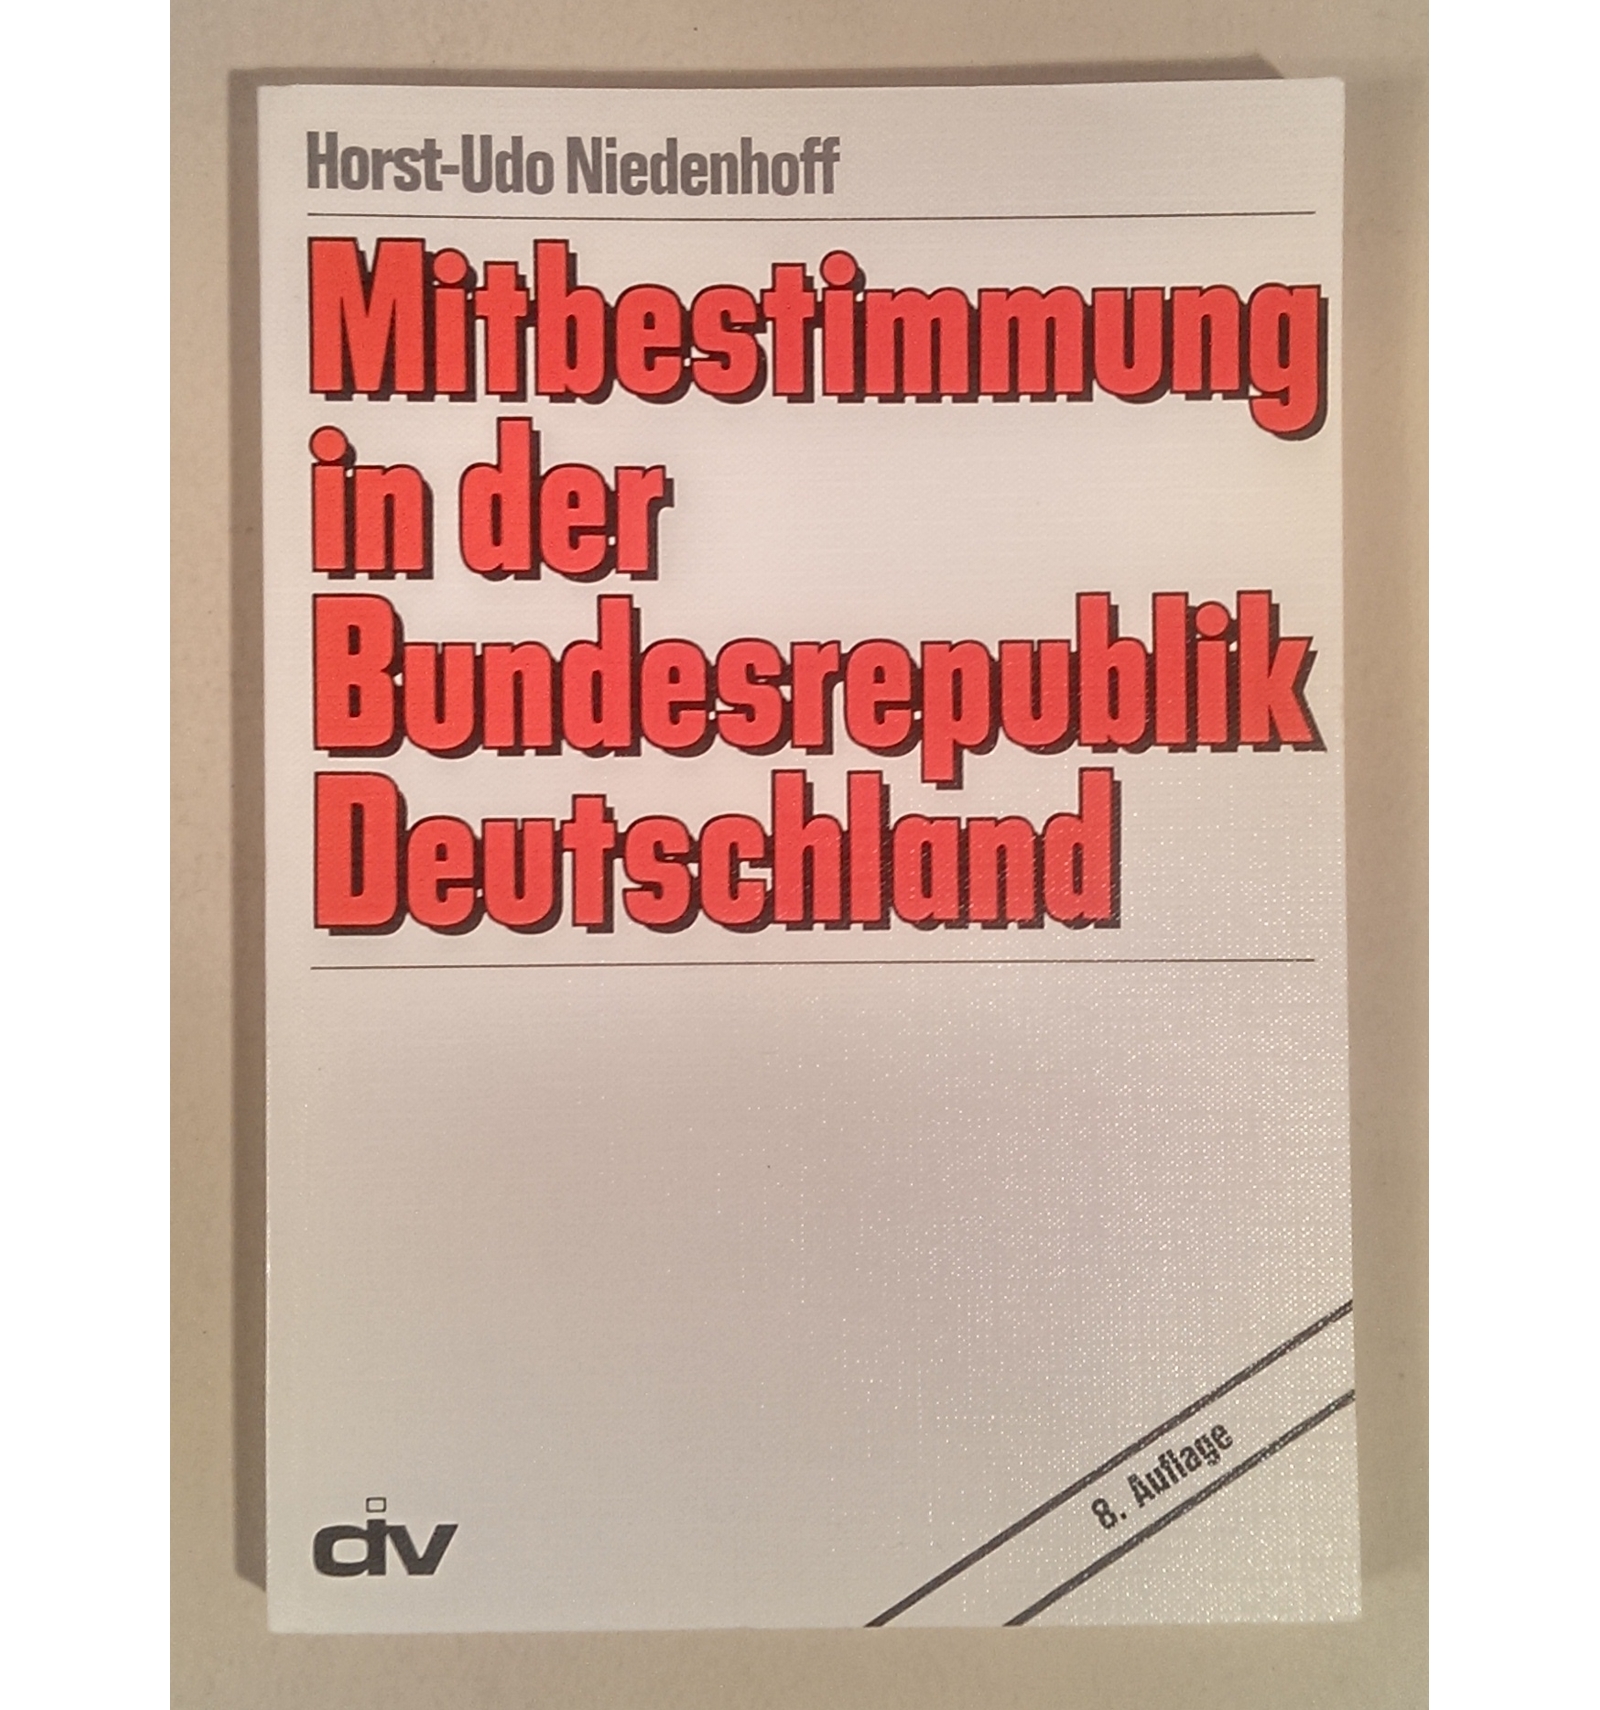 Horst-Udo Niedenhoff
Mitbestimmung
in der
Bundesrepublik
Deutschland
8. Auflage
div